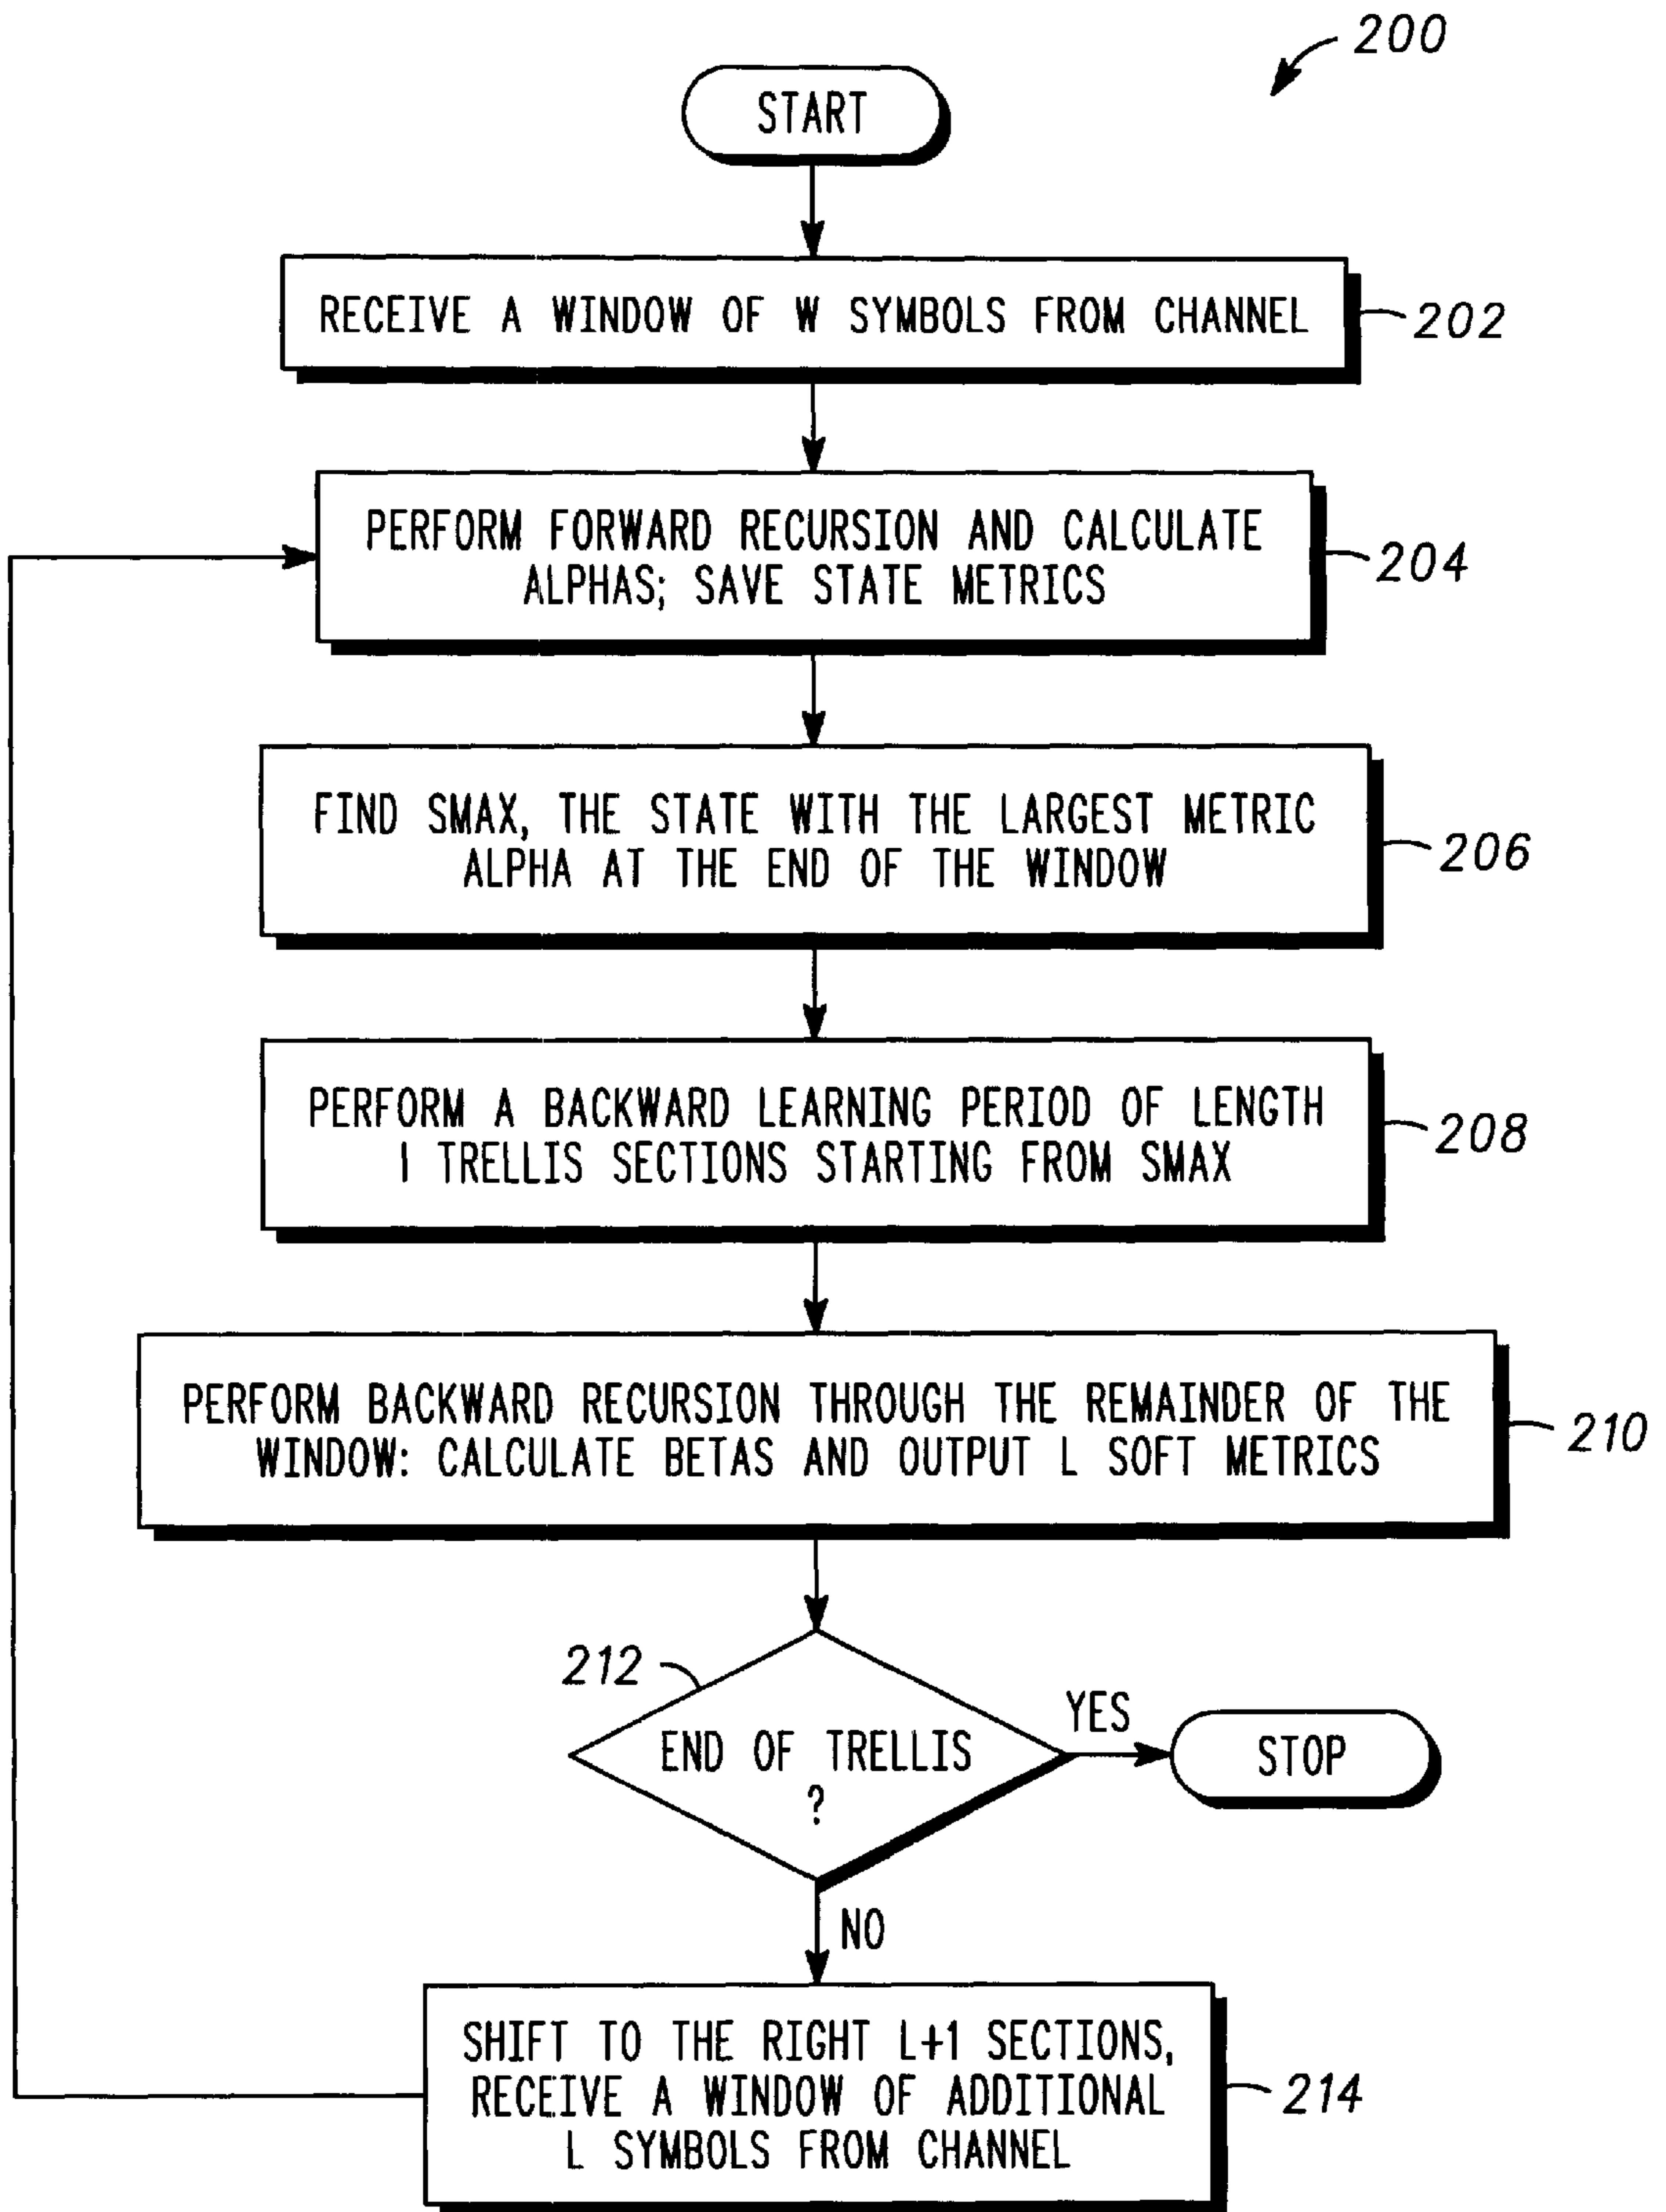 200
START
RECEIVE A WINDOW OF W SYMBOLS FROM CHANNEL
202
PERFORM FORWARD RECURSION AND CALCULATE
ALPHAS; SAVE STATE METRICS
204
FIND SMAX, THE STATE WITH THE LARGEST METRIC
ALPHA AT THE END OF THE WINDOW
206
PERFORM A BACKWARD LEARNING PERIOD OF LENGTH
I TRELLIS SECTIONS STARTING FROM SMAX
208
PERFORM BACKWARD RECURSION THROUGH THE REMAINDER OF THE
WINDOW: CALCULATE BETAS AND OUTPUT L SOFT METRICS
210
212
END OF TRELLIS
?
YES
STOP
NO
SHIFT TO THE RIGHT L+1 SECTIONS,
RECEIVE A WINDOW OF ADDITIONAL
L SYMBOLS FROM CHANNEL
214